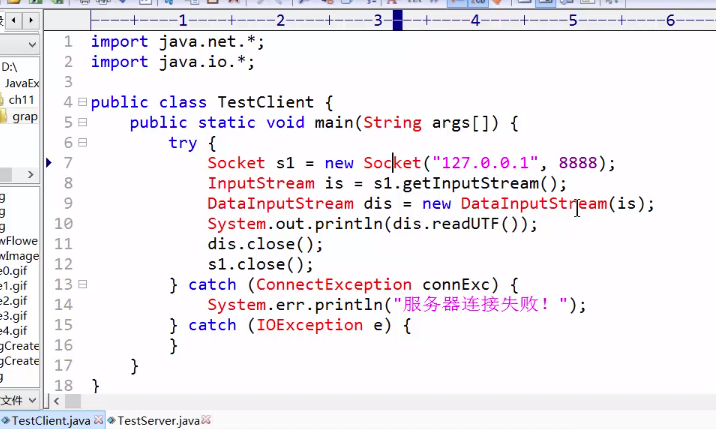 1 2 3 4 5 6
D:\
JavaEx
ch11
grap
1 import java.net.*;
2 import java.io.*;
3
4 public class TestClient {
5 public static void main(String args[]) {
6 try {
7 Socket s1 = new Socket("127.0.0.1", 8888);
8 InputStream is = s1.getInputStream();
9 DataInputStream dis = new DataInputStream(is);
10 System.out.println(dis.readUTF());
11 dis.close();
12 s1.close();
13 } catch (ConnectException connExc) {
14 System.err.println("服务器连接失败！");
15 } catch (IOException e) {
16 }
17 }
18 }
g
g
wFlowe
wImage
e0.gif
e1.gif
e2.gif
e3.gif
e4.gif
gCreate
gCreate
g
文件
TestClient.java
TestServer.java